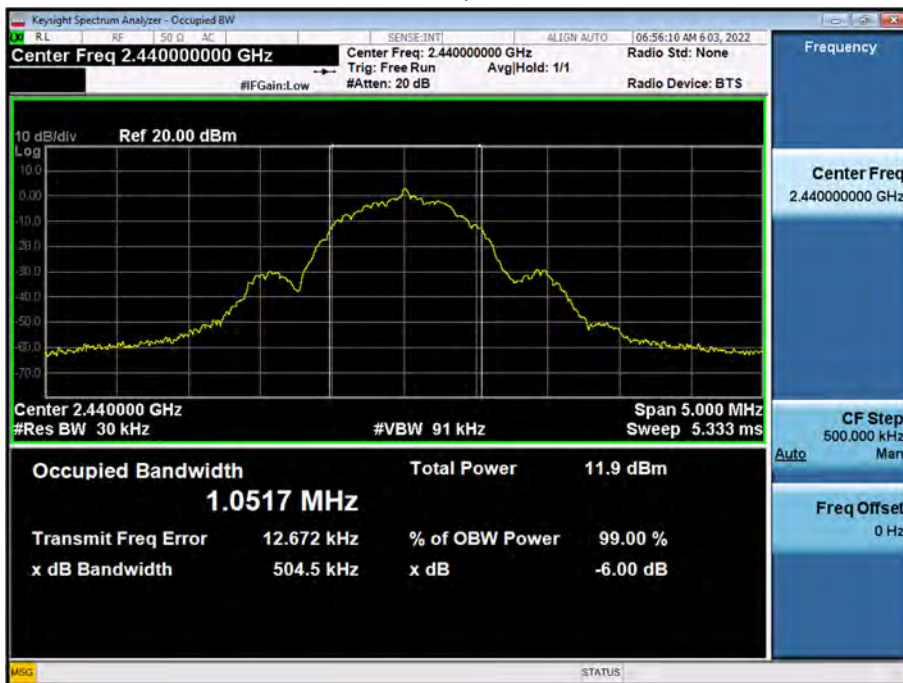 Keysight Spectrum Analyzer - Occupied BW
RL RF 50 Ω AC SENSE:INT ALIGN AUTO 06:56:10 AM 6 03, 2022
Center Freq 2.440000000 GHz
Center Freq: 2.440000000 GHz
Radio Std: None
Trig: Free Run Avg|Hold: 1/1
#IFGain:Low #Atten: 20 dB Radio Device: BTS
10 dB/div Ref 20.00 dBm
Log
10.0
0.00
-10.0
-20.0
-30.0
-40.0
-50.0
-60.0
-70.0
Center 2.440000 GHz Span 5.000 MHz
#Res BW 30 kHz #VBW 91 kHz Sweep 5.333 ms
Occupied Bandwidth Total Power 11.9 dBm
1.0517 MHz
Transmit Freq Error 12.672 kHz % of OBW Power 99.00 %
x dB Bandwidth 504.5 kHz x dB -6.00 dB
Frequency
Center Freq
2.440000000 GHz
CF Step
500.000 kHz
Auto Man
Freq Offset
0 Hz
MSG STATUS